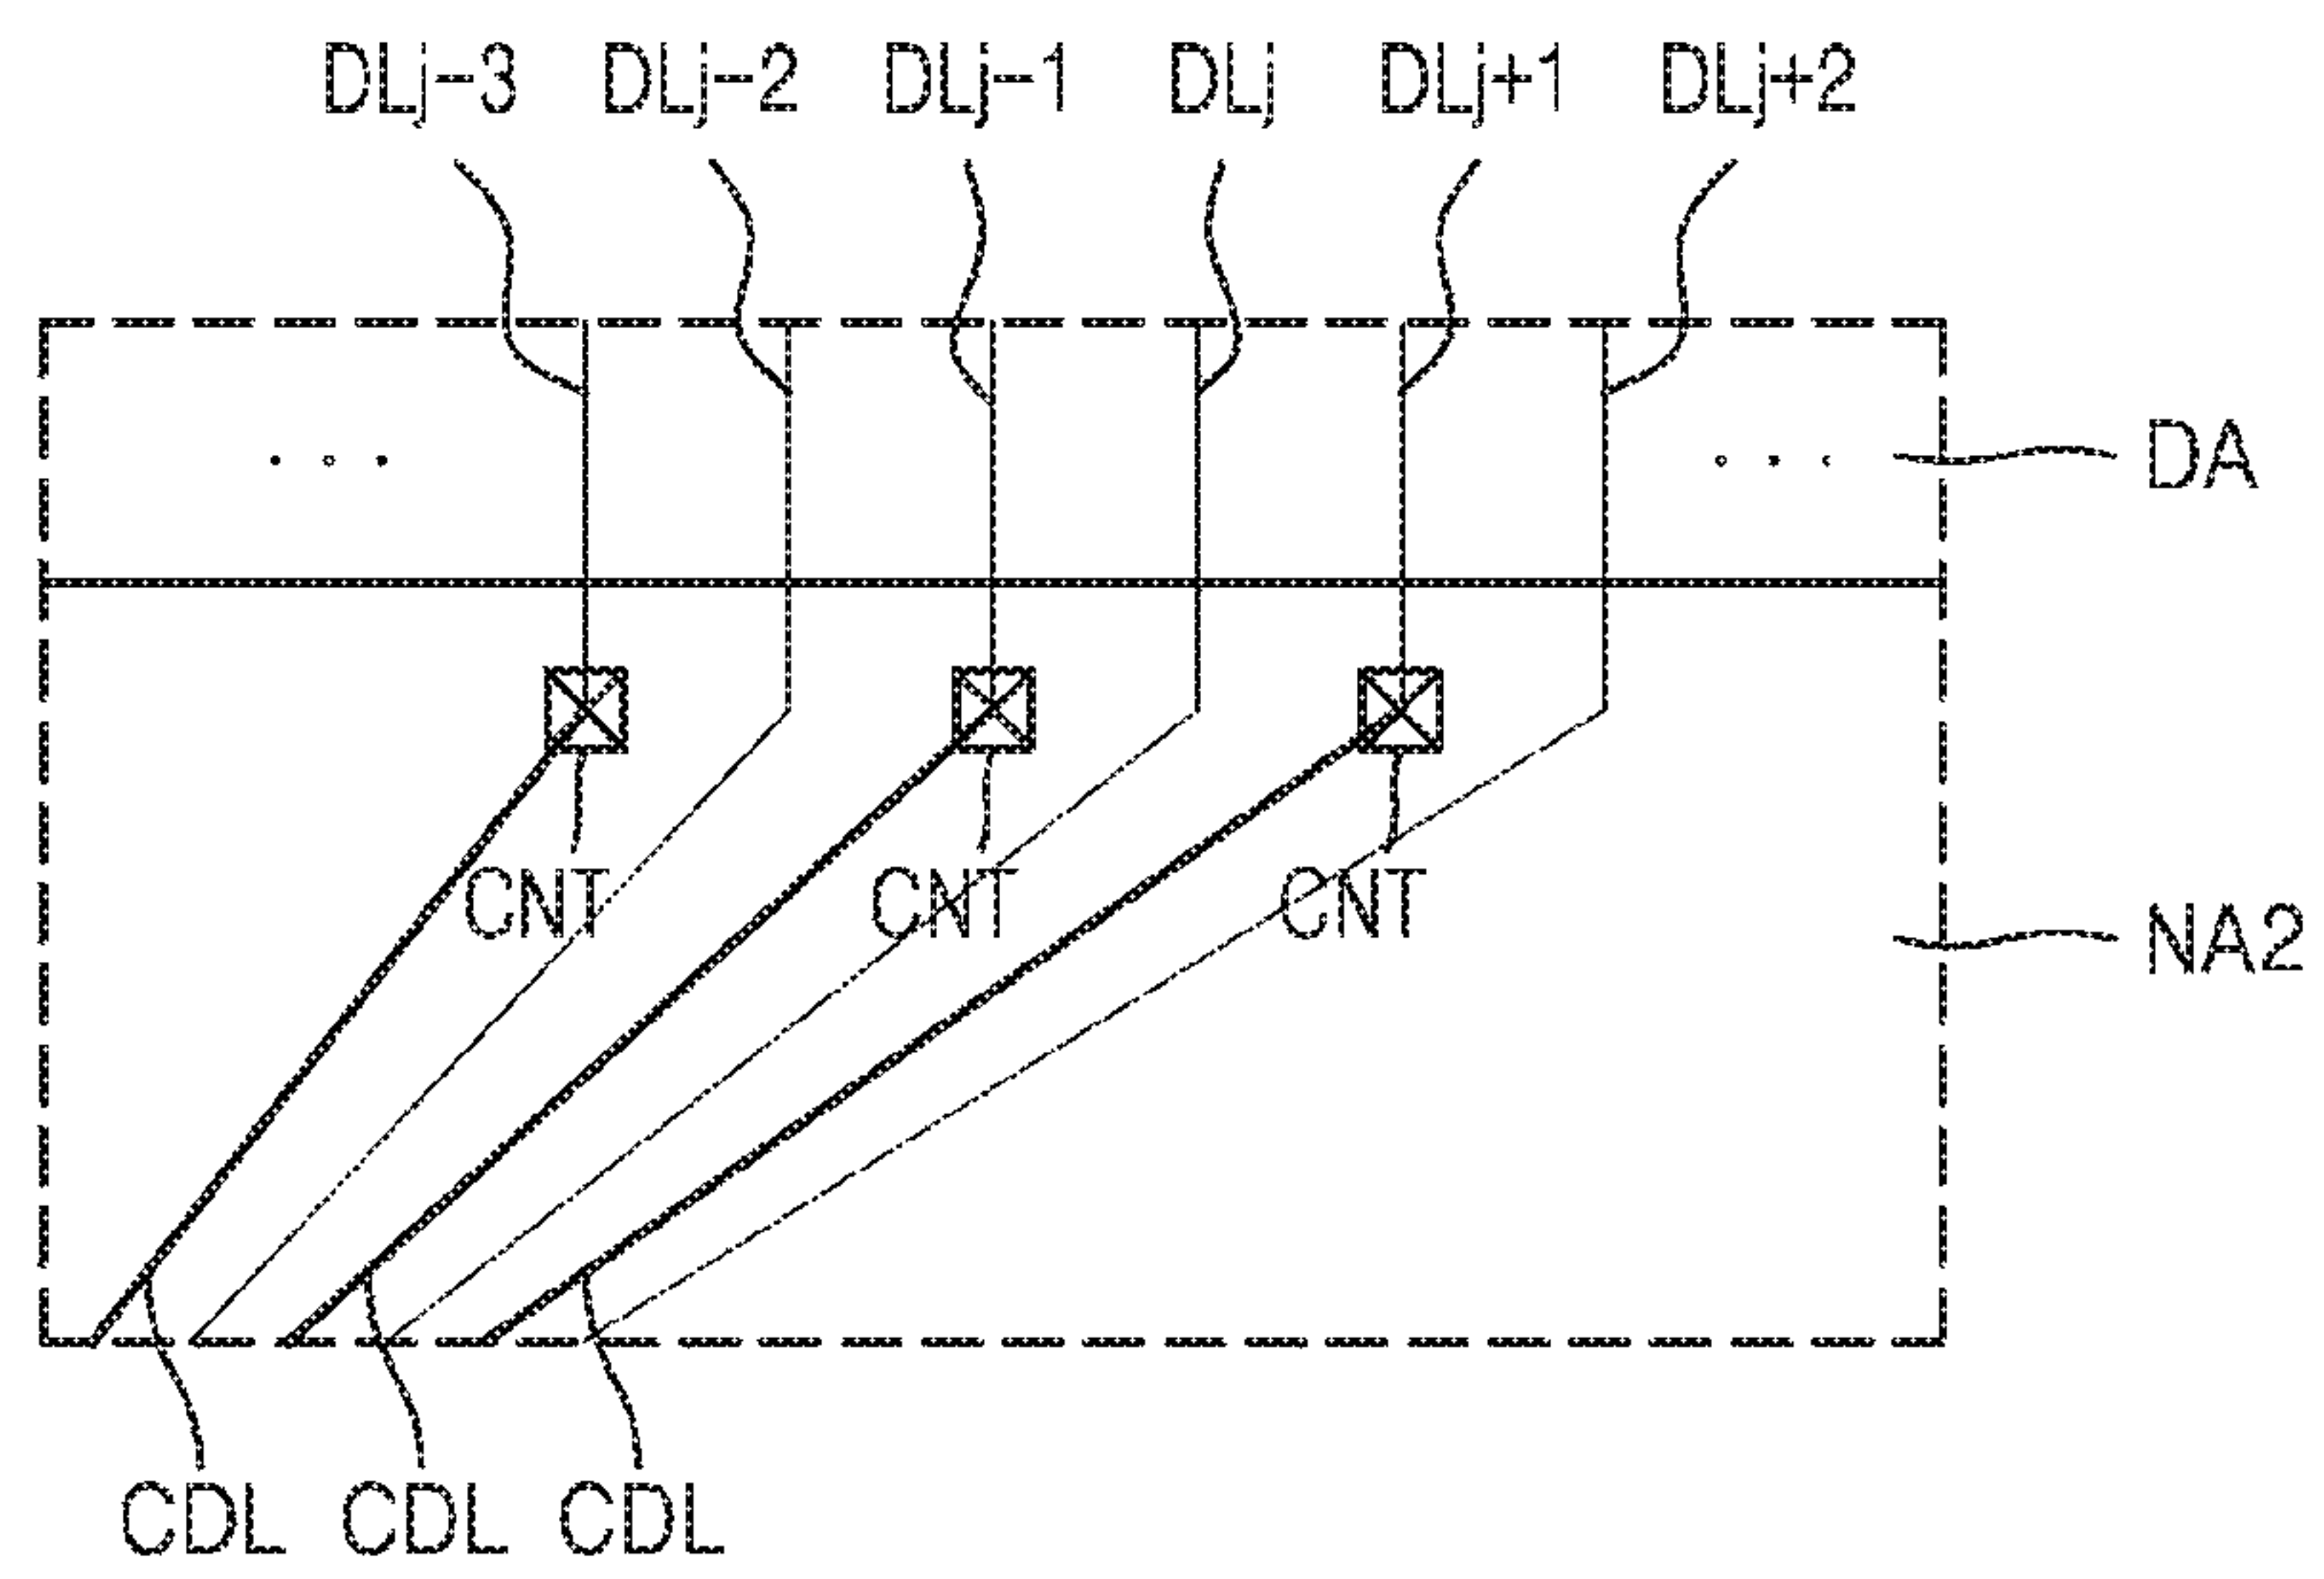 DLj-3 DLj-2 DLj-1 DLj DLj+1 DLj+2
DA
CNT CNT CNT
NA2
CDL CDL CDL